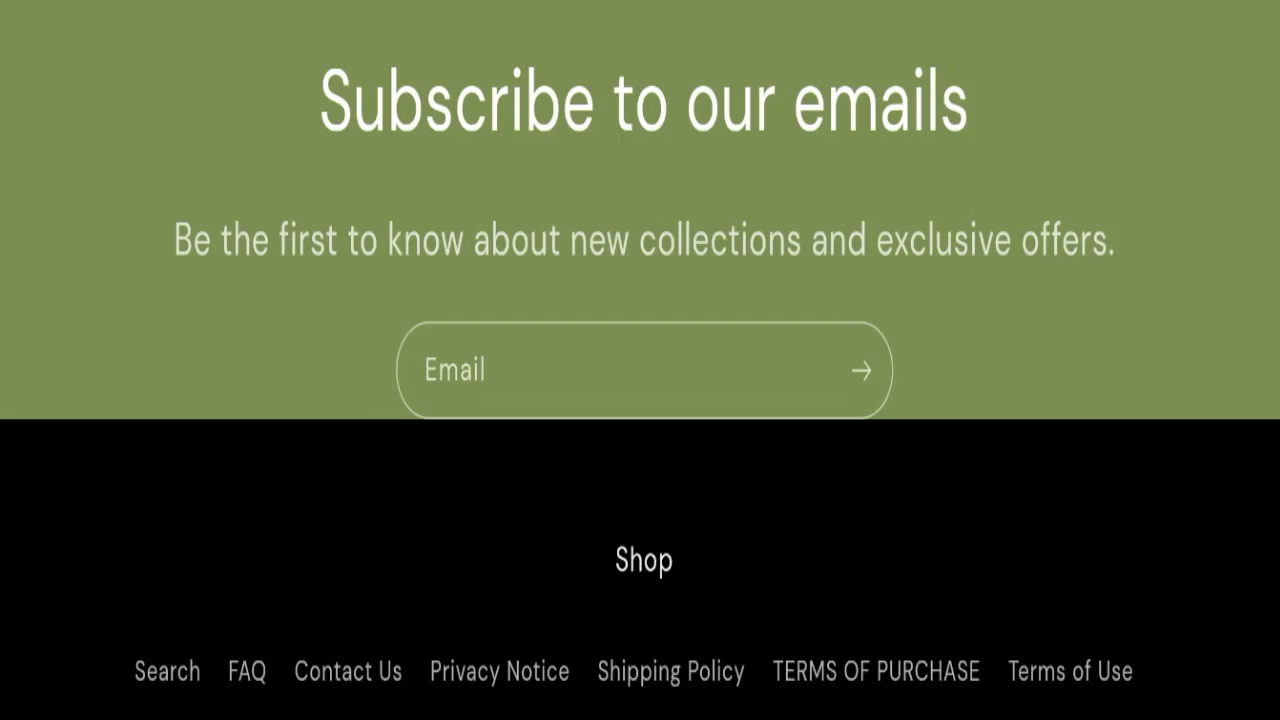 Subscribe to our emails
Be the first to know about new collections and exclusive offers.
Email →
Shop
Search FAQ Contact Us Privacy Notice Shipping Policy TERMS OF PURCHASE Terms of Use